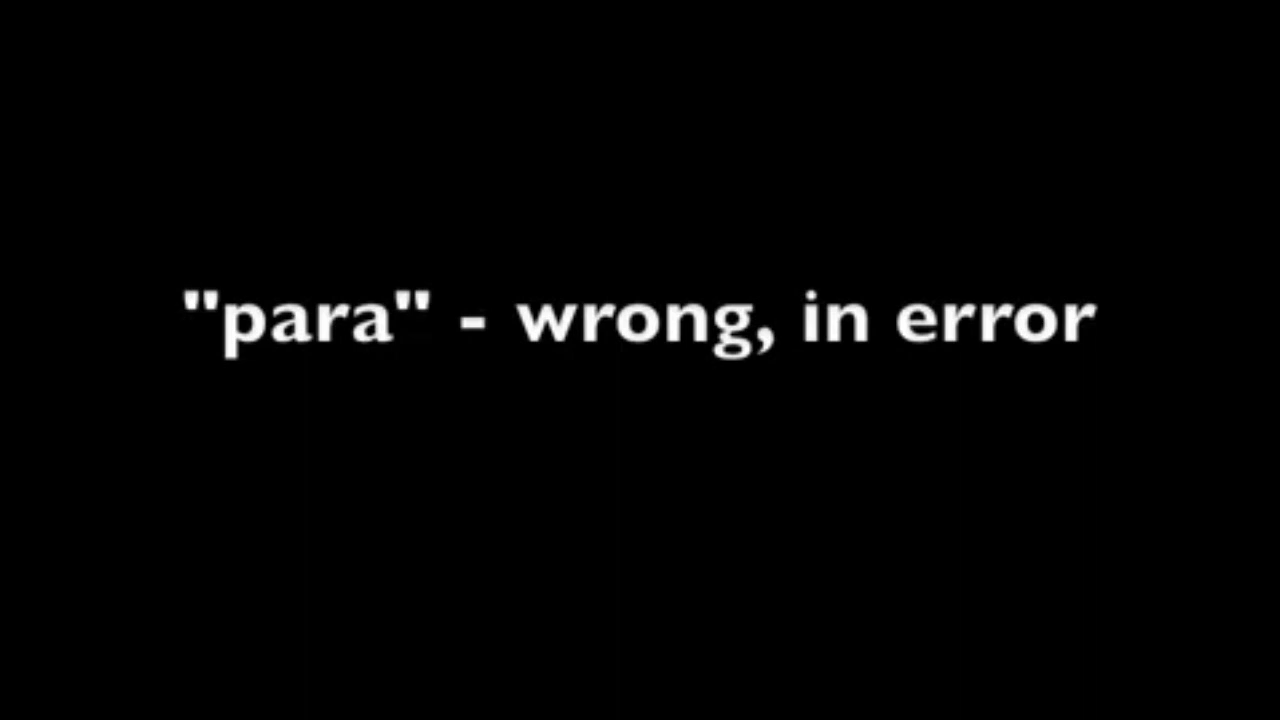 "para" - wrong, in error